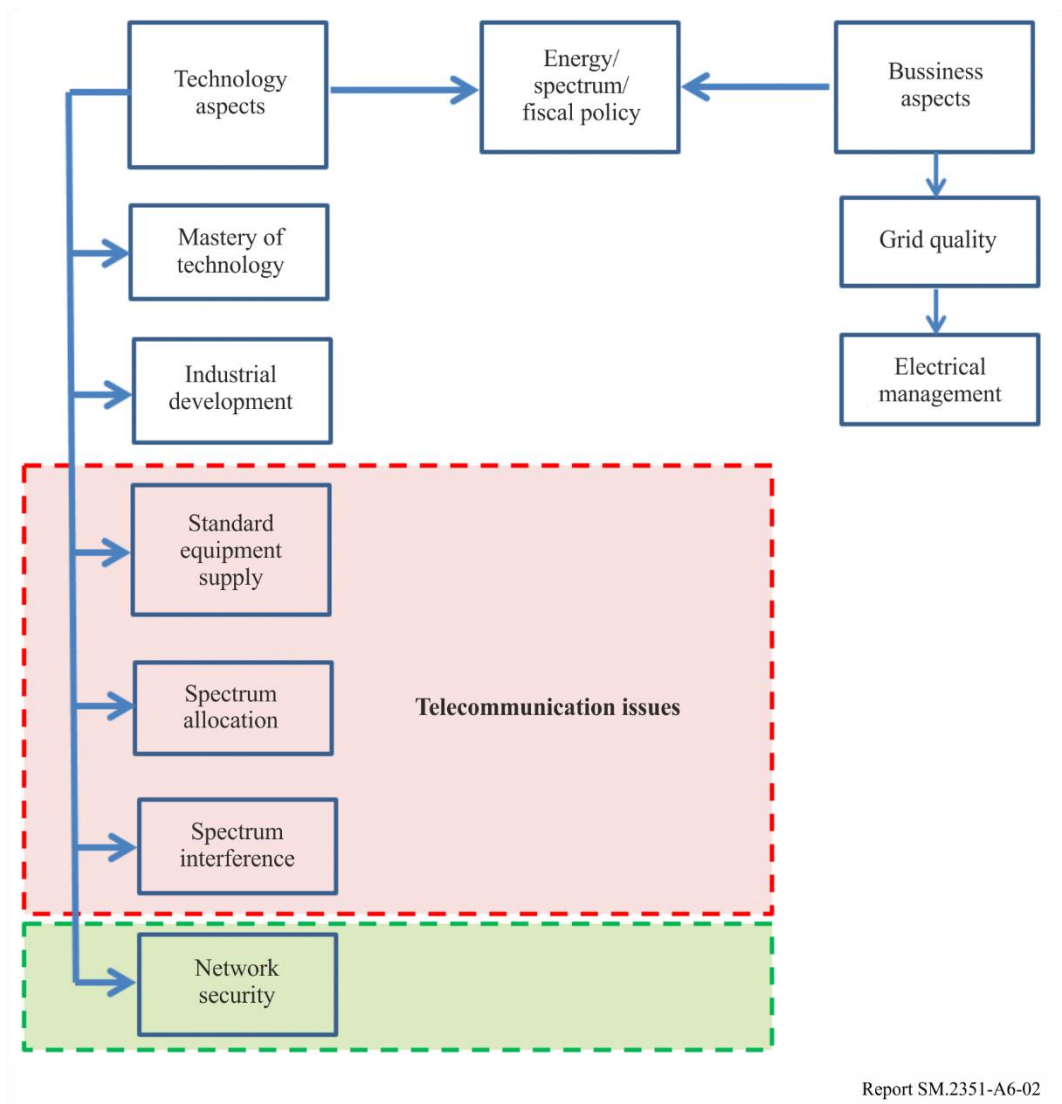 Technology
aspects
Energy/
spectrum/
fiscal policy
Bussiness
aspects
Mastery of
technology
Grid quality
Industrial
development
Electrical
management
Standard
equipment
supply
Spectrum
allocation
Telecommunication issues
Spectrum
interference
Network
security
Report SM.2351-A6-02